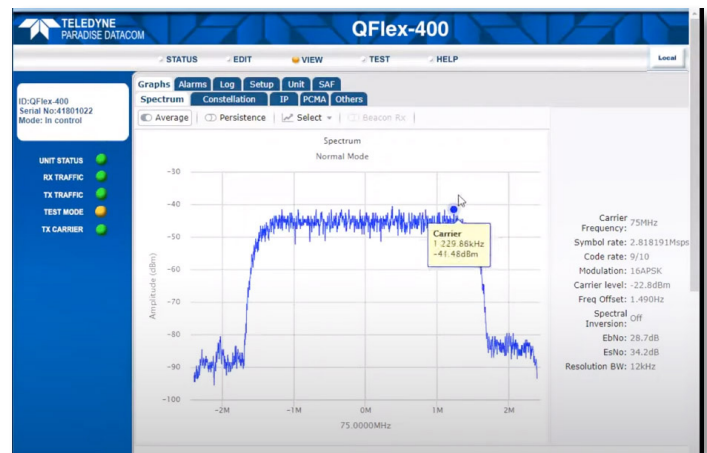 TELEDYNE
PARADISE DATACOM
QFlex-400
STATUS EDIT VIEW TEST HELP
Local
ID:QFlex-400
Serial No:41801022
Mode: In control
UNIT STATUS
RX TRAFFIC
TX TRAFFIC
TEST MODE
TX CARRIER
Graphs Alarms Log Setup Unit SAF
Spectrum Constellation IP PCMA Others
Average Persistence Select Beacon Rx
Spectrum
Normal Mode
Amplitude (dBm)
-30
-40
-50
-60
-70
-80
-90
-100
Carrier
1 229.86kHz
-41.48dBm
-2M -1M 0M 1M 2M
75.0000MHz
Carrier Frequency: 75MHz
Symbol rate: 2.818191Msps
Code rate: 9/10
Modulation: 16APSK
Carrier level: -22.8dBm
Freq Offset: 1.490Hz
Spectral Inversion: Off
EbNo: 28.7dB
EsNo: 34.2dB
Resolution BW: 12kHz